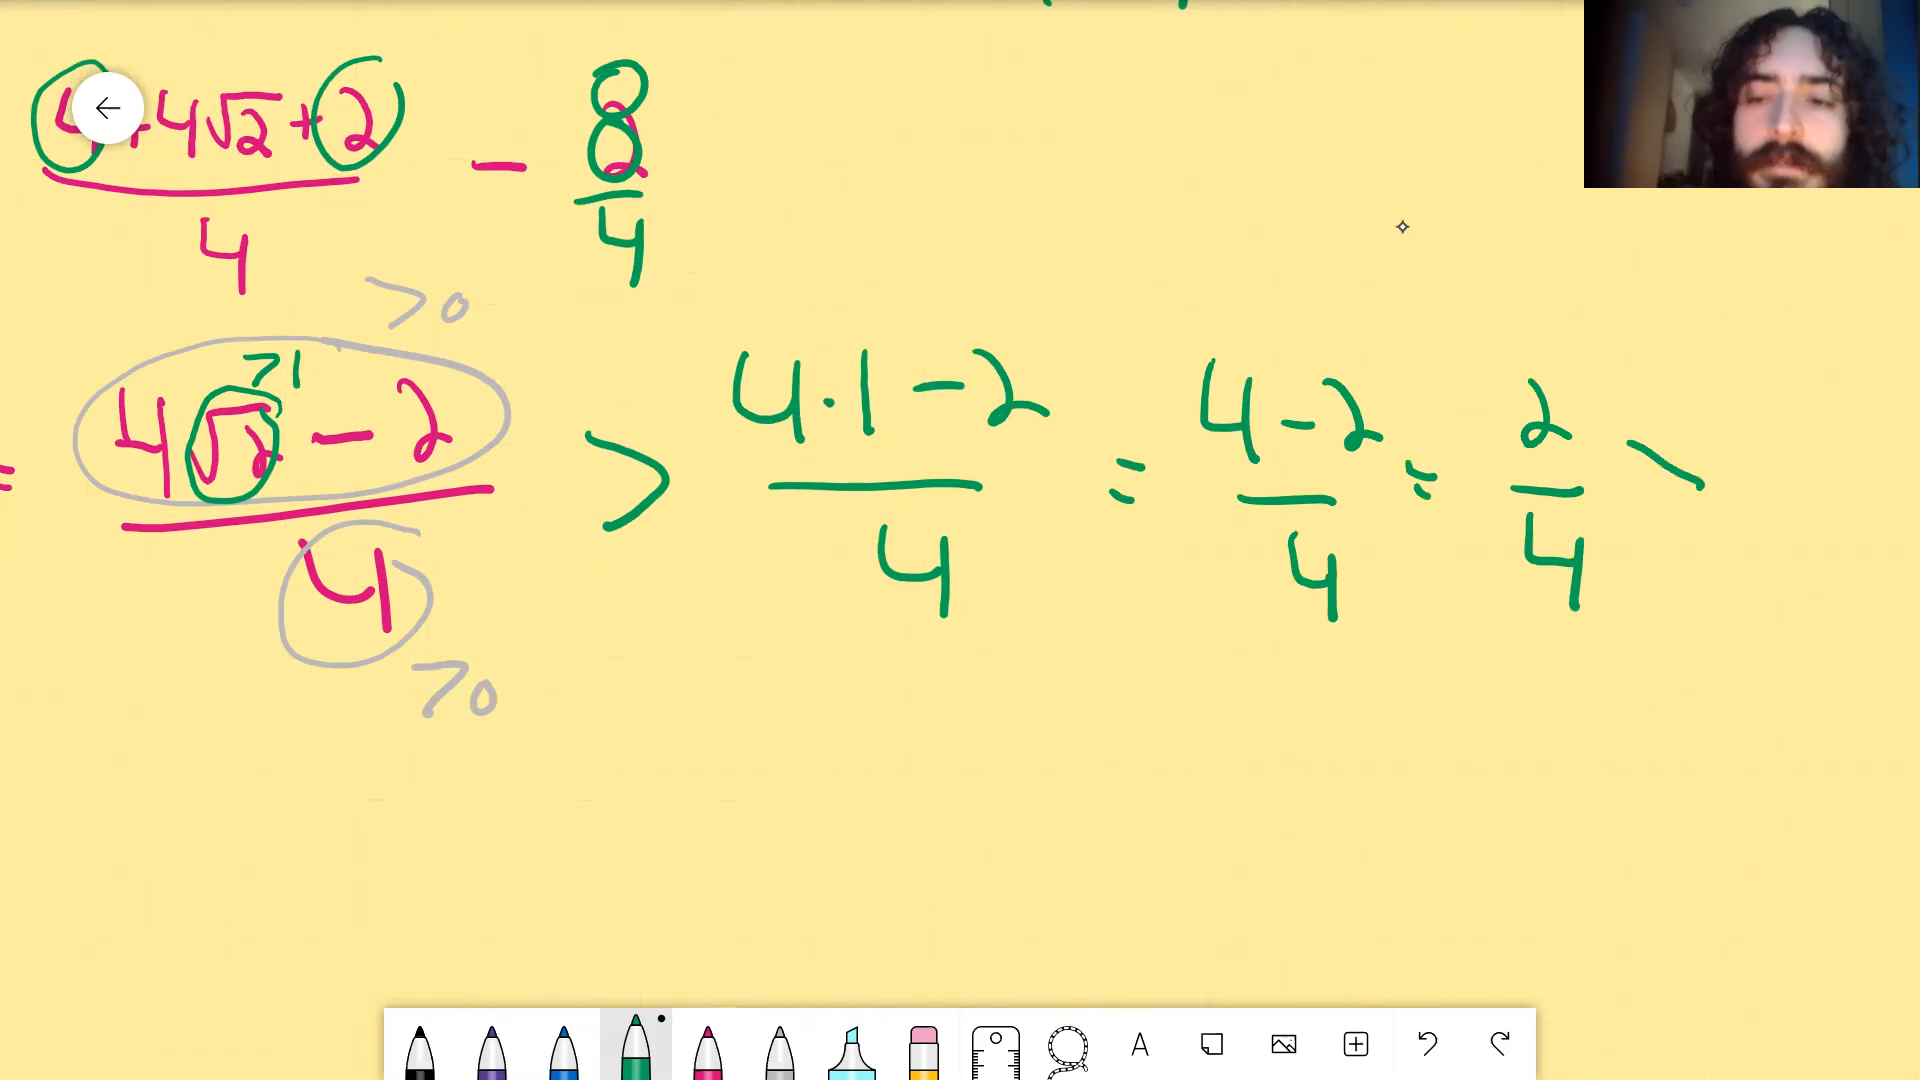 4+4√2+2 / 4 - 8/4
>0
>1
= 4√2 - 2 / 4 > 4·1-2 / 4 = 4-2 / 4 = 2/4
>0
A